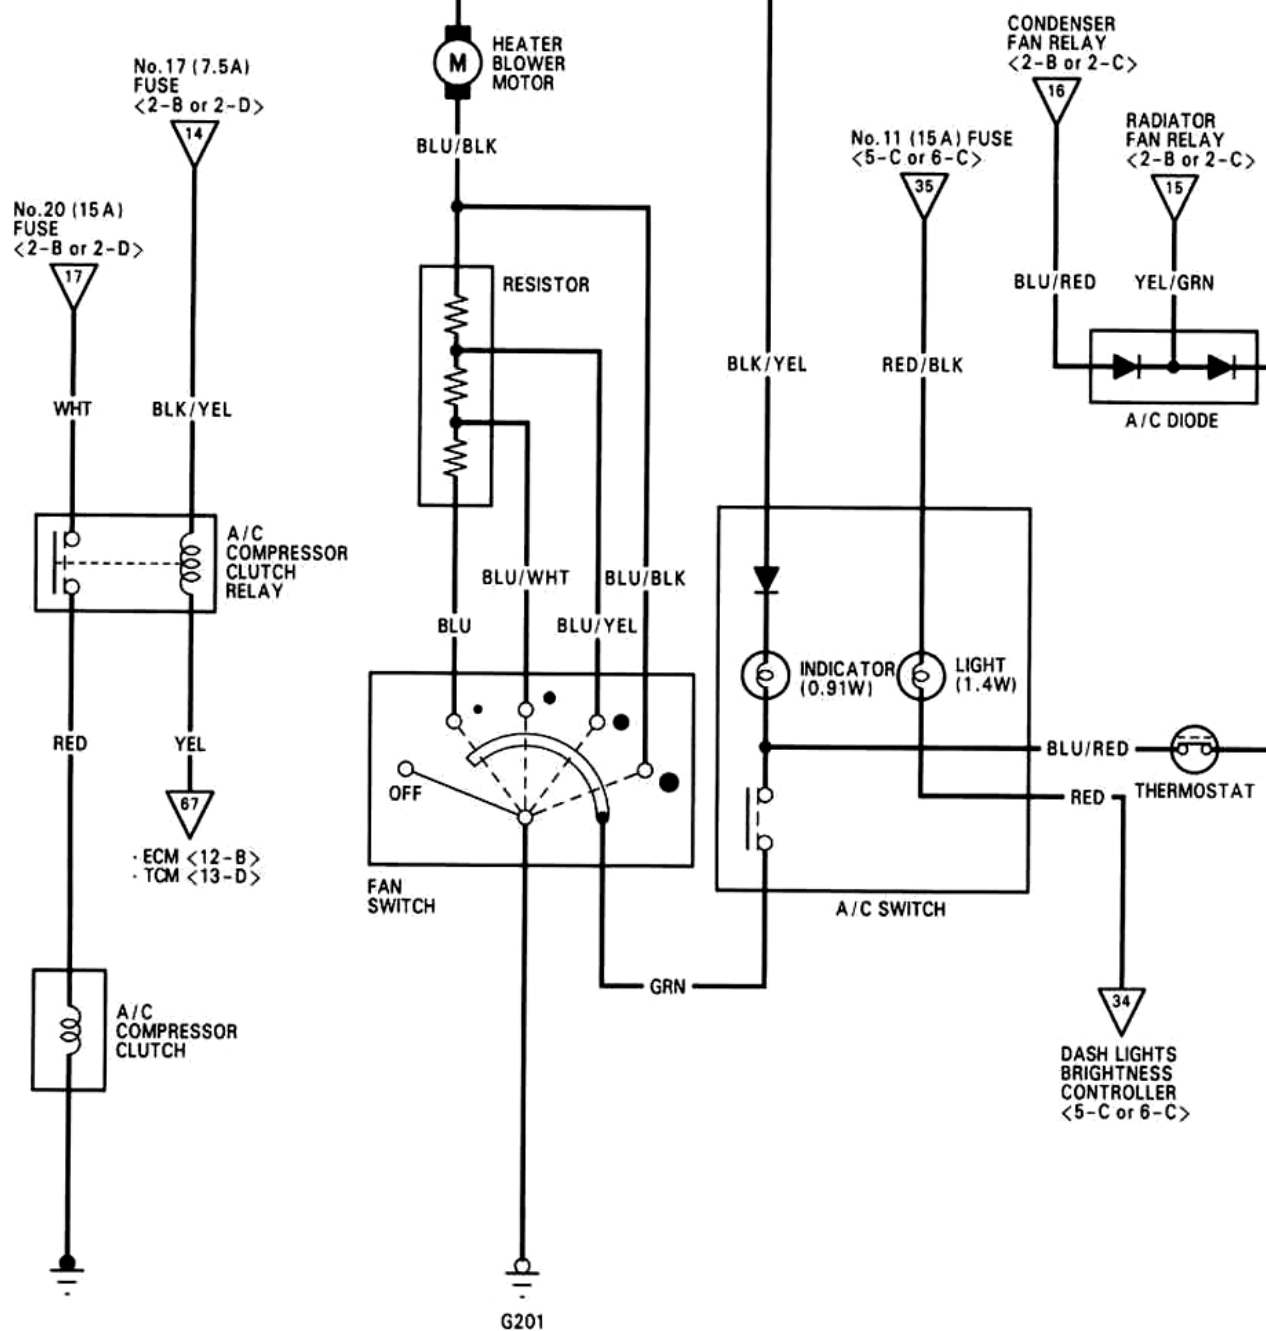 HEATER
BLOWER
MOTOR
M
CONDENSER
FAN RELAY
<2-B or 2-C>
16
No.17 (7.5A)
FUSE
<2-B or 2-D>
14
RADIATOR
FAN RELAY
<2-B or 2-C>
15
No.11 (15A) FUSE
<5-C or 6-C>
35
BLU/BLK
No.20 (15A)
FUSE
<2-B or 2-D>
17
RESISTOR
BLU/RED
YEL/GRN
BLK/YEL
RED/BLK
WHT
BLK/YEL
A/C DIODE
A/C
COMPRESSOR
CLUTCH
RELAY
BLU/WHT
BLU/BLK
BLU
BLU/YEL
INDICATOR
(0.91W)
LIGHT
(1.4W)
RED
YEL
BLU/RED
THERMOSTAT
OFF
RED
67
· ECM <12-B>
· TCM <13-D>
FAN
SWITCH
A/C SWITCH
GRN
34
A/C
COMPRESSOR
CLUTCH
DASH LIGHTS
BRIGHTNESS
CONTROLLER
<5-C or 6-C>
G201